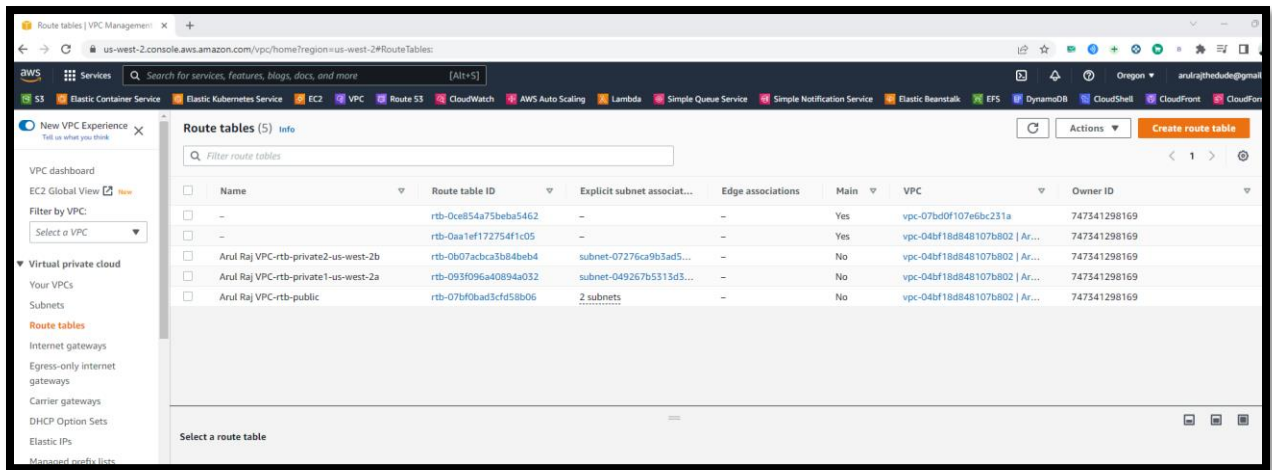 Route tables | VPC Management
us-west-2.console.aws.amazon.com/vpc/home?region=us-west-2#RouteTables:
aws Services Search for services, features, blogs, docs, and more [Alt+S] Oregon arulrajthedude@gmail
S3 Elastic Container Service Elastic Kubernetes Service EC2 VPC Route 53 CloudWatch AWS Auto Scaling Lambda Simple Queue Service Simple Notification Service Elastic Beanstalk EFS DynamoDB CloudShell CloudFront CloudFor
New VPC Experience
Tell us what you think
VPC dashboard
EC2 Global View New
Filter by VPC:
Select a VPC
Virtual private cloud
Your VPCs
Subnets
Route tables
Internet gateways
Egress-only internet
gateways
Carrier gateways
DHCP Option Sets
Elastic IPs
Managed prefix lists
Route tables (5) Info
Actions Create route table
Filter route tables
1
Name Route table ID Explicit subnet associat... Edge associations Main VPC Owner ID
– rtb-0ce854a75beba5462 – – Yes vpc-07bd0f107e6bc231a 747341298169
– rtb-0aa1ef172754f1c05 – – Yes vpc-04bf18d848107b802 | Ar... 747341298169
Arul Raj VPC-rtb-private2-us-west-2b rtb-0b07acbca3b84beb4 subnet-07276ca9b3ad5... – No vpc-04bf18d848107b802 | Ar... 747341298169
Arul Raj VPC-rtb-private1-us-west-2a rtb-093f096a40894a032 subnet-049267b5313d3... – No vpc-04bf18d848107b802 | Ar... 747341298169
Arul Raj VPC-rtb-public rtb-07bf0bad3cfd58b06 2 subnets – No vpc-04bf18d848107b802 | Ar... 747341298169
Select a route table